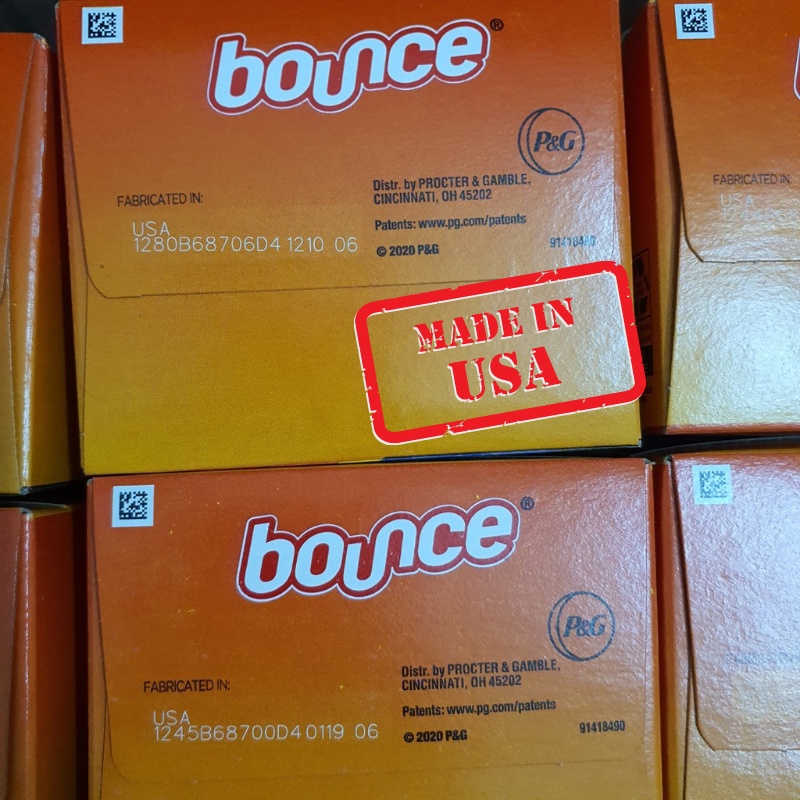 bounce®
P&G
Distr. by PROCTER & GAMBLE,
CINCINNATI, OH 45202
FABRICATED IN:
USA
1280B68706D4 1210 06
Patents: www.pg.com/patents
© 2020 P&G
91418490
FABRICATED IN:
USA
MADE IN
USA
bounce®
P&G
Distr. by PROCTER & GAMBLE,
CINCINNATI, OH 45202
FABRICATED IN:
USA
1245B68700D4 0119 06
Patents: www.pg.com/patents
© 2020 P&G
91418490